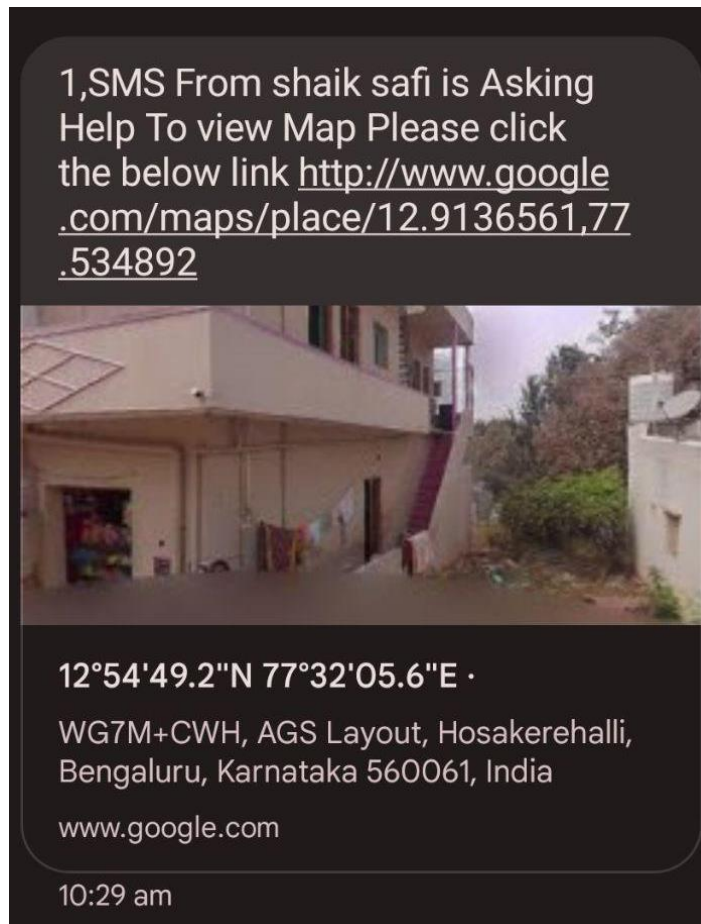 1,SMS From shaik safi is Asking
Help To view Map Please click
the below link http://www.google
.com/maps/place/12.9136561,77
.534892
12°54'49.2"N 77°32'05.6"E ·
WG7M+CWH, AGS Layout, Hosakerehalli,
Bengaluru, Karnataka 560061, India
www.google.com
10:29 am